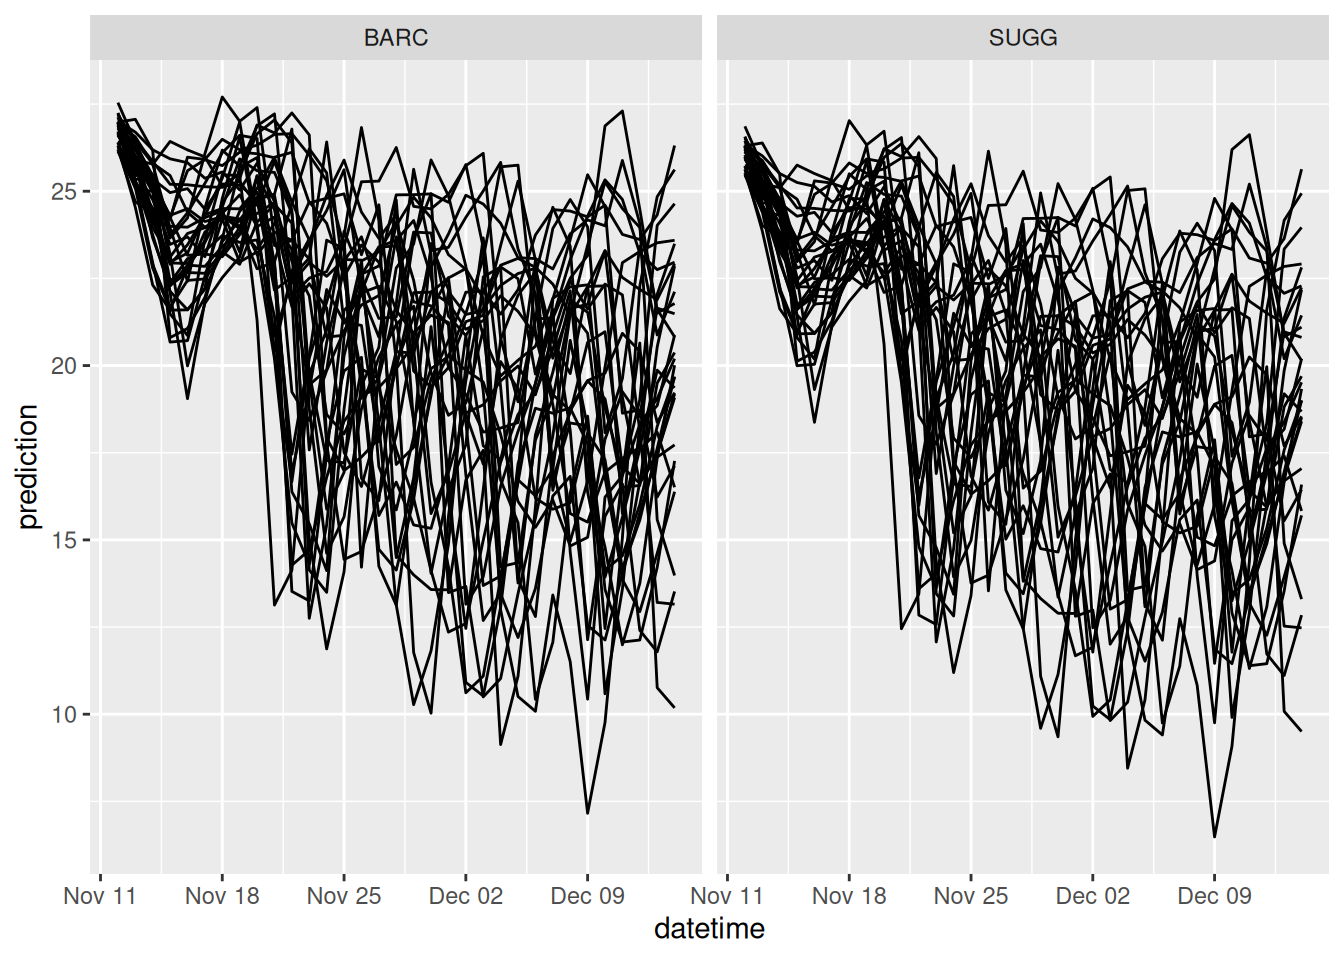 BARC
SUGG
prediction
25
20
15
10
Nov 11
Nov 18
Nov 25
Dec 02
Dec 09
Nov 11
Nov 18
Nov 25
Dec 02
Dec 09
datetime